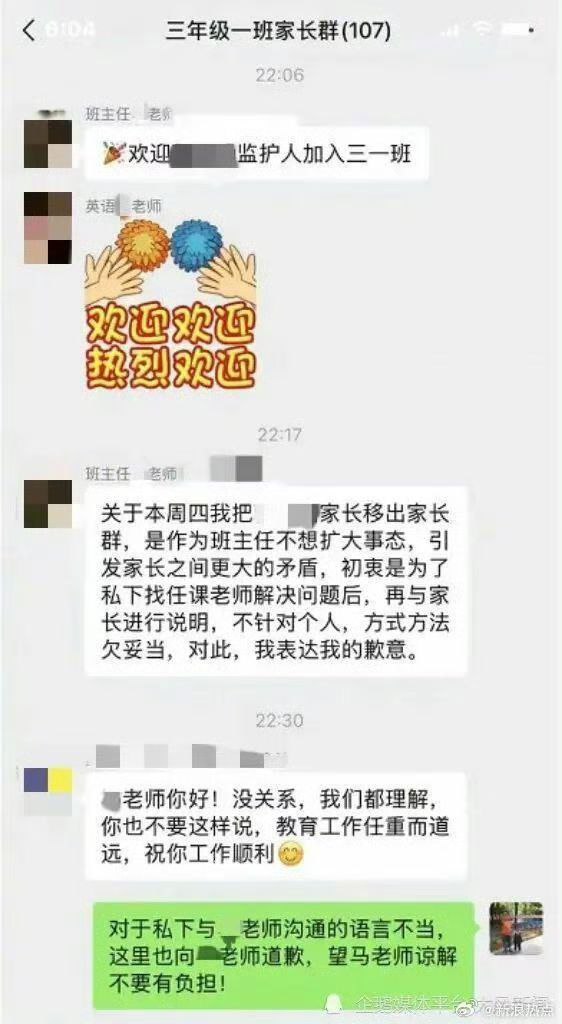 6:04
三年级一班家长群(107)
22:06
班主任 老师
🎉欢迎 监护人加入三一班
英语 老师
欢迎欢迎
热烈欢迎
22:17
班主任 老师
关于本周四我把 家长移出家长
群，是作为班主任不想扩大事态，引
发家长之间更大的矛盾，初衷是为了
私下找任课老师解决问题后，再与家
长进行说明，不针对个人，方式方法
欠妥当，对此，我表达我的歉意。
22:30
老师你好！没关系，我们都理解，
你也不要这样说，教育工作任重而道
远，祝你工作顺利😊
对于私下与 老师沟通的语言不当，
这里也向 老师道歉，望马老师谅解
不要有负担！
企鹅媒体平台
@新浪热点